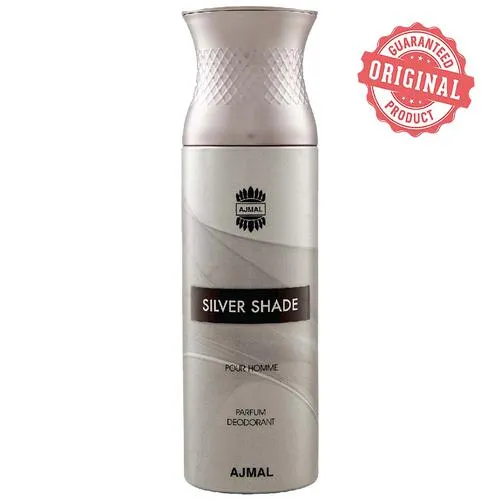 GUARANTEED
ORIGINAL
PRODUCT
AJMAL
SILVER SHADE
POUR HOMME
PARFUM
DEODORANT
AJMAL